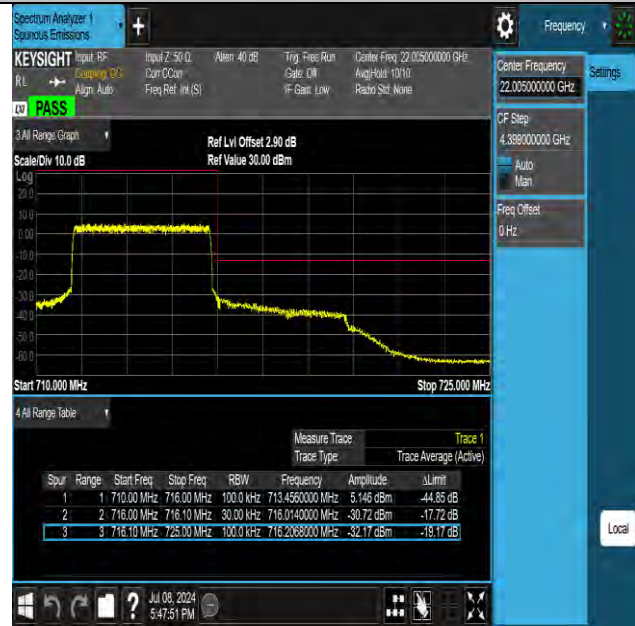 Spectrum Analyzer 1
Spurious Emissions
+
Frequency
KEYSIGHT
Input: RF
Input Z: 50 Ω
Atten: 40 dB
Trig: Free Run
Center Freq: 22.005000000 GHz
RL
Coupling: DC
Corr CCorr
Gate: Off
Avg|Hold: 10/10
Align: Auto
Freq Ref: Int (S)
IF Gain: Low
Radio Std: None
LXI
PASS
Center Frequency
22.005000000 GHz
Settings
CF Step
4.399000000 GHz
Auto
Man
Freq Offset
0 Hz
3 All Range Graph
Ref Lvl Offset 2.90 dB
Scale/Div 10.0 dB
Ref Value 30.00 dBm
Log
20.0
10.0
0.00
-10.0
-20.0
-30.0
-40.0
-50.0
-60.0
Start 710.000 MHz
Stop 725.000 MHz
4 All Range Table
Measure Trace Trace 1
Trace Type Trace Average (Active)
Spur Range Start Freq Stop Freq RBW Frequency Amplitude ΔLimit
1 1 710.00 MHz 716.00 MHz 100.0 kHz 713.4560000 MHz 5.146 dBm -44.85 dB
2 2 716.00 MHz 716.10 MHz 30.00 kHz 716.0140000 MHz -30.72 dBm -17.72 dB
3 3 716.10 MHz 725.00 MHz 100.0 kHz 716.2068000 MHz -32.17 dBm -19.17 dB
Local
?
Jul 08, 2024
5:47:51 PM